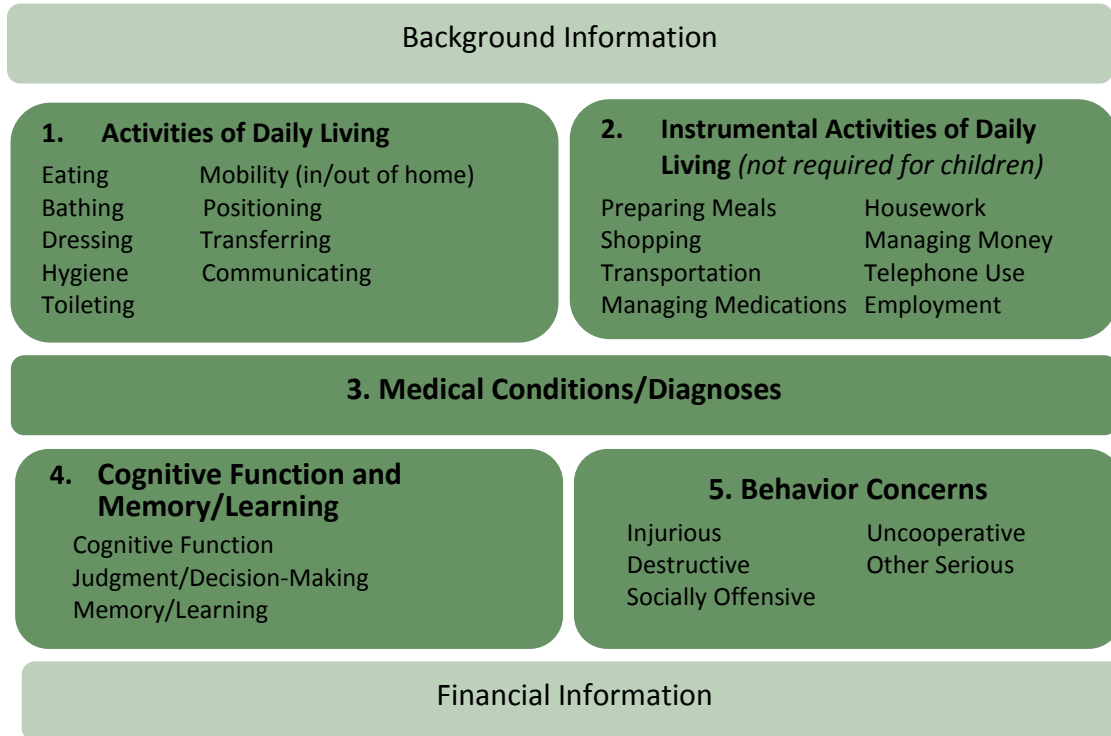 Background Information
1. Activities of Daily Living
Eating Mobility (in/out of home)
Bathing Positioning
Dressing Transferring
Hygiene Communicating
Toileting
2. Instrumental Activities of Daily
Living (not required for children)
Preparing Meals Housework
Shopping Managing Money
Transportation Telephone Use
Managing Medications Employment
3. Medical Conditions/Diagnoses
4. Cognitive Function and
Memory/Learning
Cognitive Function
Judgment/Decision-Making
Memory/Learning
5. Behavior Concerns
Injurious Uncooperative
Destructive Other Serious
Socially Offensive
Financial Information